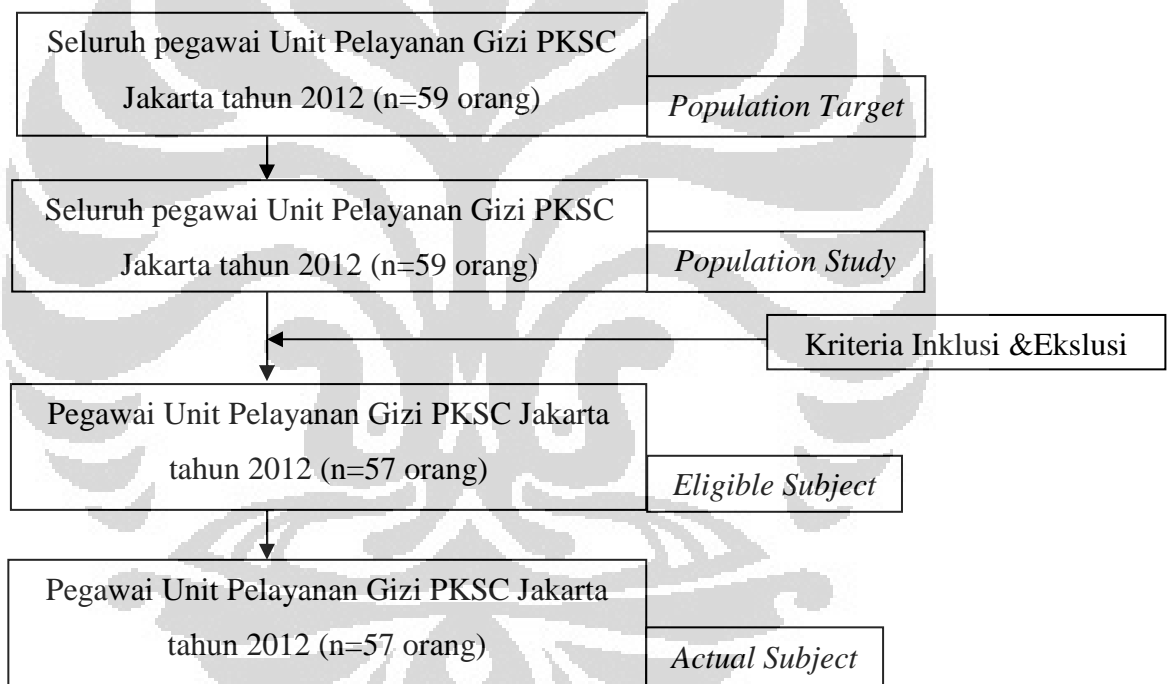 Seluruh pegawai Unit Pelayanan Gizi PKSC
Jakarta tahun 2012 (n=59 orang)
Population Target
Seluruh pegawai Unit Pelayanan Gizi PKSC
Jakarta tahun 2012 (n=59 orang)
Population Study
Kriteria Inklusi &Ekslusi
Pegawai Unit Pelayanan Gizi PKSC Jakarta
tahun 2012 (n=57 orang)
Eligible Subject
Pegawai Unit Pelayanan Gizi PKSC Jakarta
tahun 2012 (n=57 orang)
Actual Subject